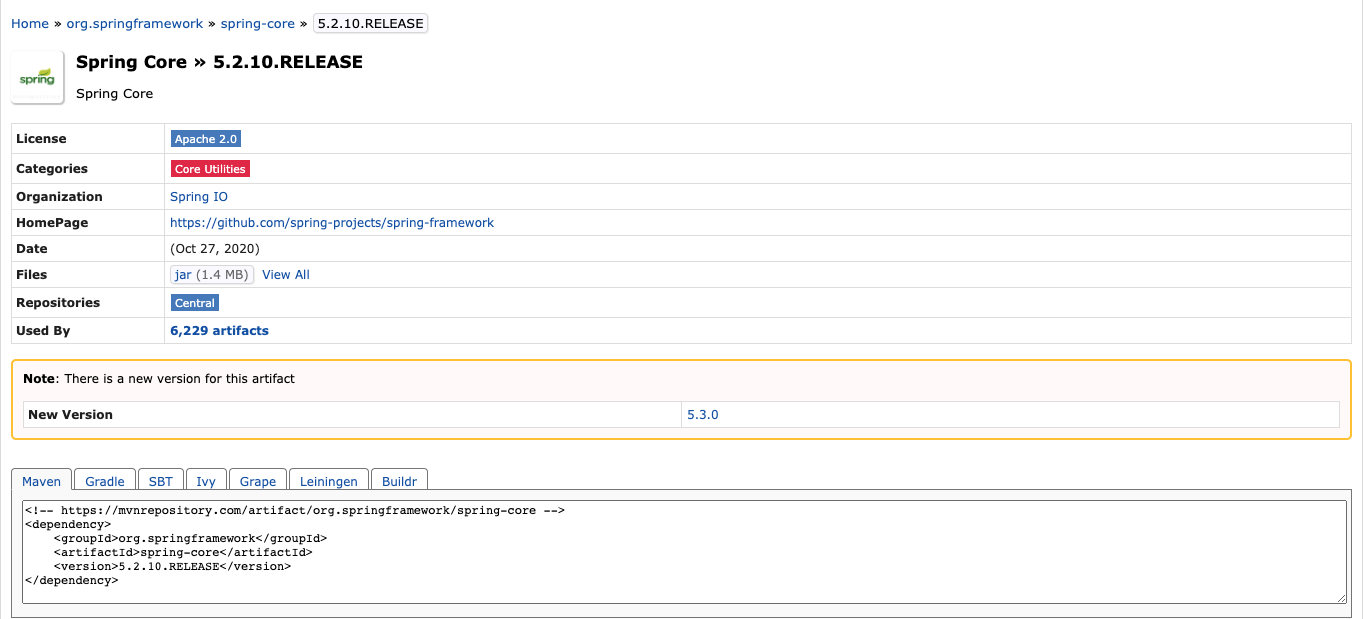 Home » org.springframework » spring-core » 5.2.10.RELEASE
spring
Spring Core » 5.2.10.RELEASE
Spring Core
License Apache 2.0
Categories Core Utilities
Organization Spring IO
HomePage https://github.com/spring-projects/spring-framework
Date (Oct 27, 2020)
Files jar (1.4 MB) View All
Repositories Central
Used By 6,229 artifacts
Note: There is a new version for this artifact
New Version 5.3.0
Maven Gradle SBT Ivy Grape Leiningen Buildr
<!-- https://mvnrepository.com/artifact/org.springframework/spring-core -->
<dependency>
    <groupId>org.springframework</groupId>
    <artifactId>spring-core</artifactId>
    <version>5.2.10.RELEASE</version>
</dependency>